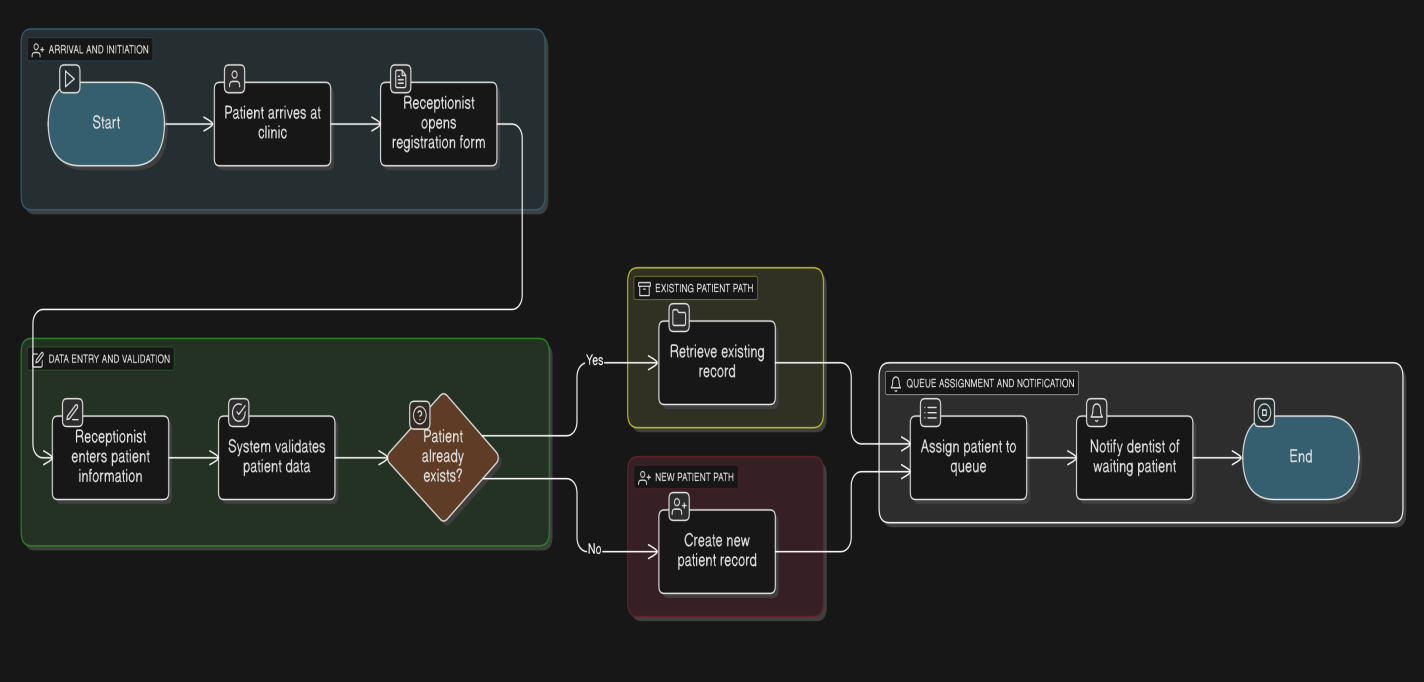 ARRIVAL AND INITIATION
Start
Patient arrives at
clinic
Receptionist
opens
registration form
DATA ENTRY AND VALIDATION
Receptionist
enters patient
information
System validates
patient data
Patient
already
exists?
Yes
No
EXISTING PATIENT PATH
Retrieve existing
record
NEW PATIENT PATH
Create new
patient record
QUEUE ASSIGNMENT AND NOTIFICATION
Assign patient to
queue
Notify dentist of
waiting patient
End